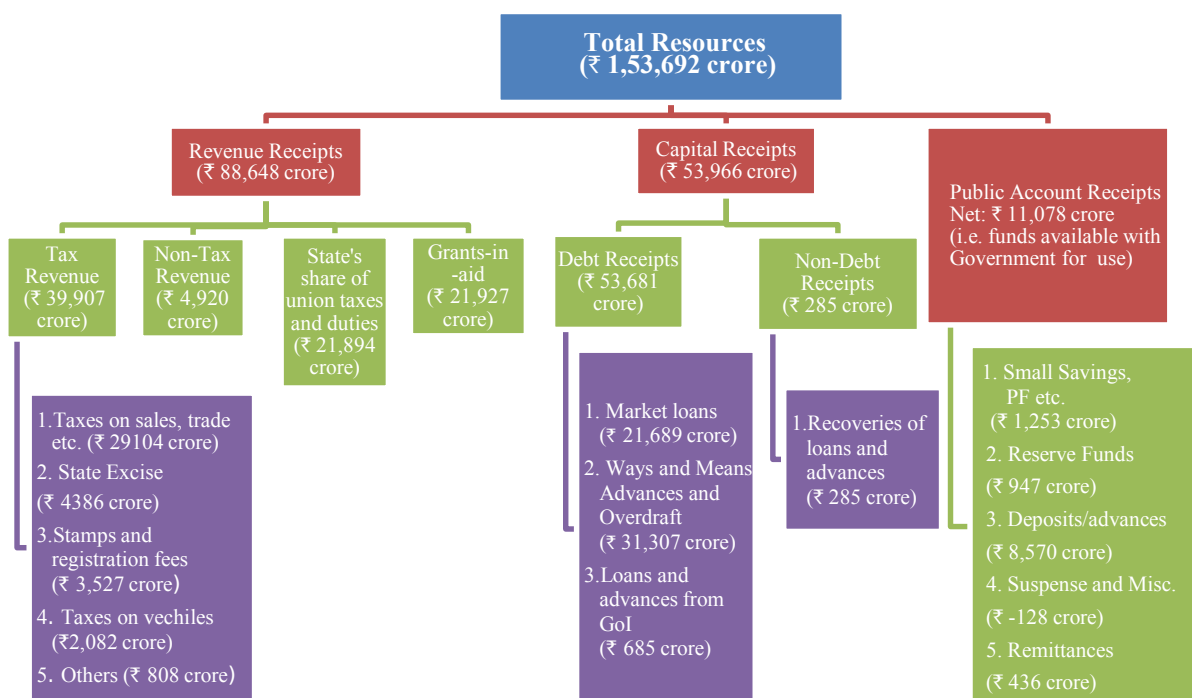 Total Resources
(₹ 1,53,692 crore)
Revenue Receipts
(₹ 88,648 crore)
Capital Receipts
(₹ 53,966 crore)
Public Account Receipts
Net: ₹ 11,078 crore
(i.e. funds available with
Government for use)
Tax
Revenue
(₹ 39,907
crore)
Non-Tax
Revenue
(₹ 4,920
crore)
State's
share of
union taxes
and duties
(₹ 21,894
crore)
Grants-in
-aid
(₹ 21,927
crore)
Debt Receipts
(₹ 53,681
crore)
Non-Debt
Receipts
(₹ 285 crore)
1.Taxes on sales, trade
etc. (₹ 29104 crore)
2. State Excise
(₹ 4386 crore)
3.Stamps and
registration fees
(₹ 3,527 crore)
4. Taxes on vechiles
(₹2,082 crore)
5. Others (₹ 808 crore)
1. Market loans
(₹ 21,689 crore)
2. Ways and Means
Advances and
Overdraft
(₹ 31,307 crore)
3.Loans and
advances from
GoI
(₹ 685 crore)
1.Recoveries of
loans and
advances
(₹ 285 crore)
1. Small Savings,
PF etc.
(₹ 1,253 crore)
2. Reserve Funds
(₹ 947 crore)
3. Deposits/advances
(₹ 8,570 crore)
4. Suspense and Misc.
(₹ -128 crore)
5. Remittances
(₹ 436 crore)